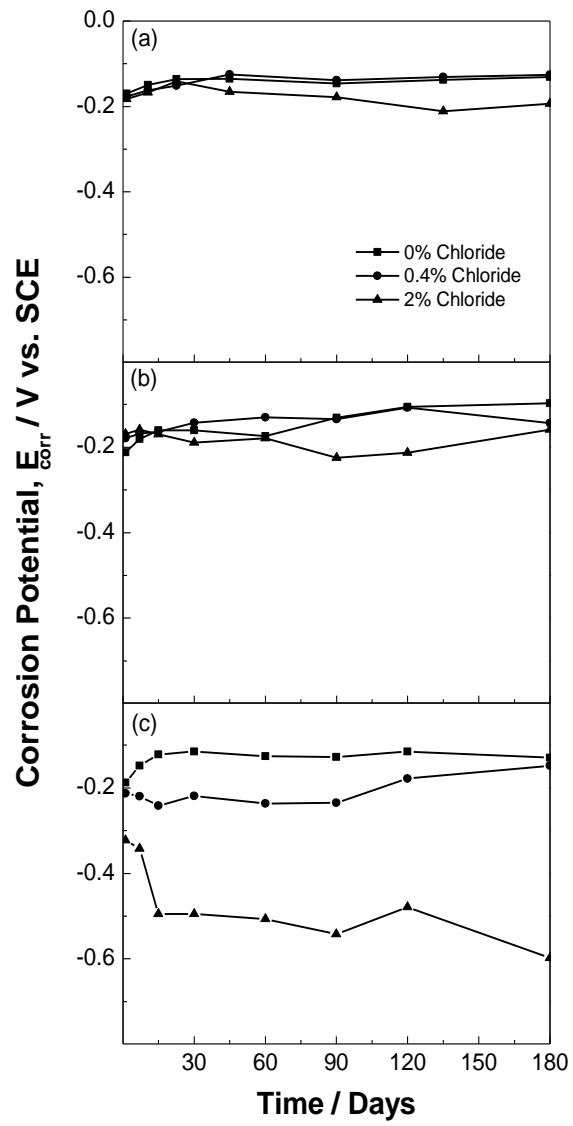 Corrosion Potential, Ecorr / V vs. SCE
0.0
(a)
-0.2
-0.4
-0.6
0% Chloride
0.4% Chloride
2% Chloride
(b)
-0.2
-0.4
-0.6
(c)
-0.2
-0.4
-0.6
30 60 90 120 150 180
Time / Days